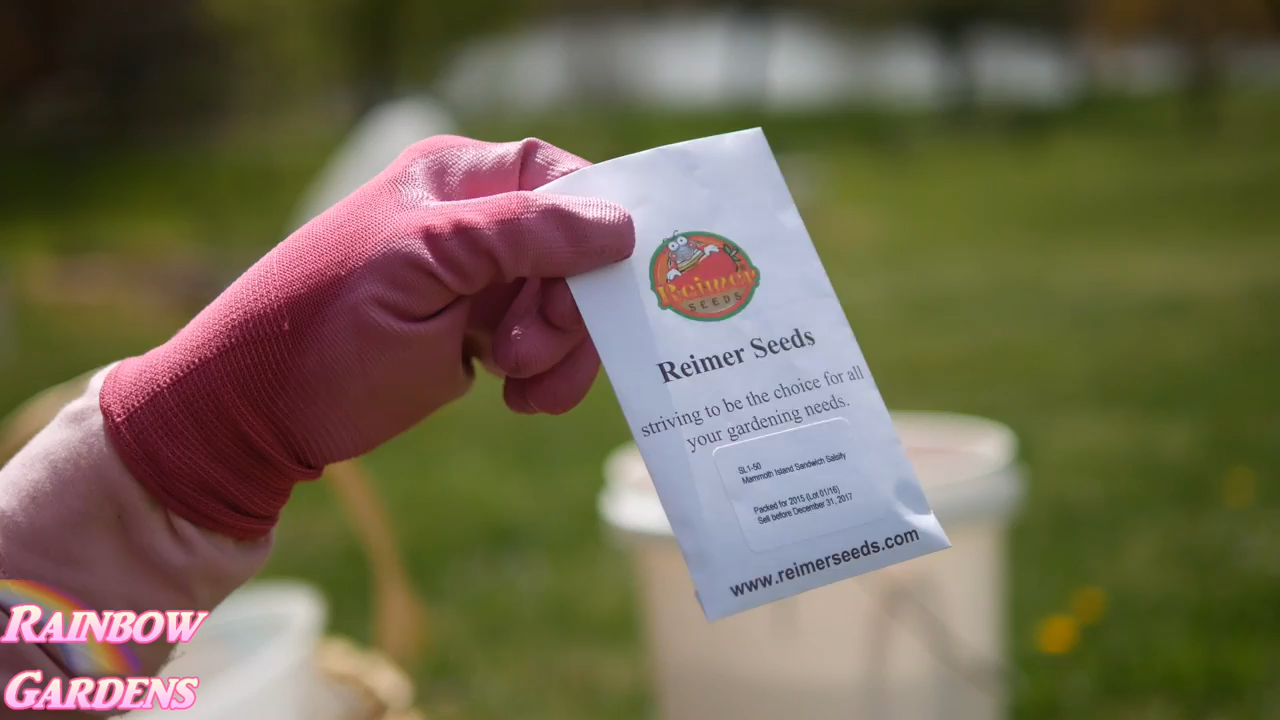 Reimer
SEEDS
Reimer Seeds
striving to be the choice for all
your gardening needs.
SL1-50
Mammoth Island Sandwich Salsify
Packed for 2015 (Lot 01/16)
Sell before December 31, 2017
www.reimerseeds.com
RAINBOW
GARDENS